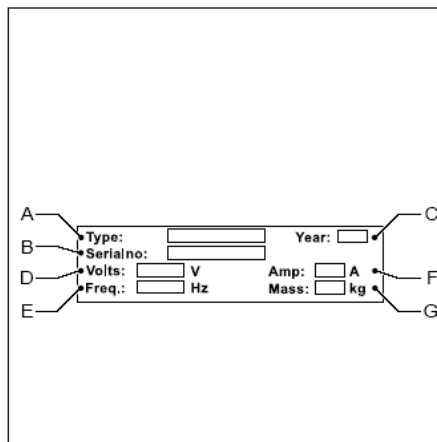 A C
Type: Year:
B
Serialno:
D Volts: V Amp: A F
E Freq.: Hz Mass: kg G